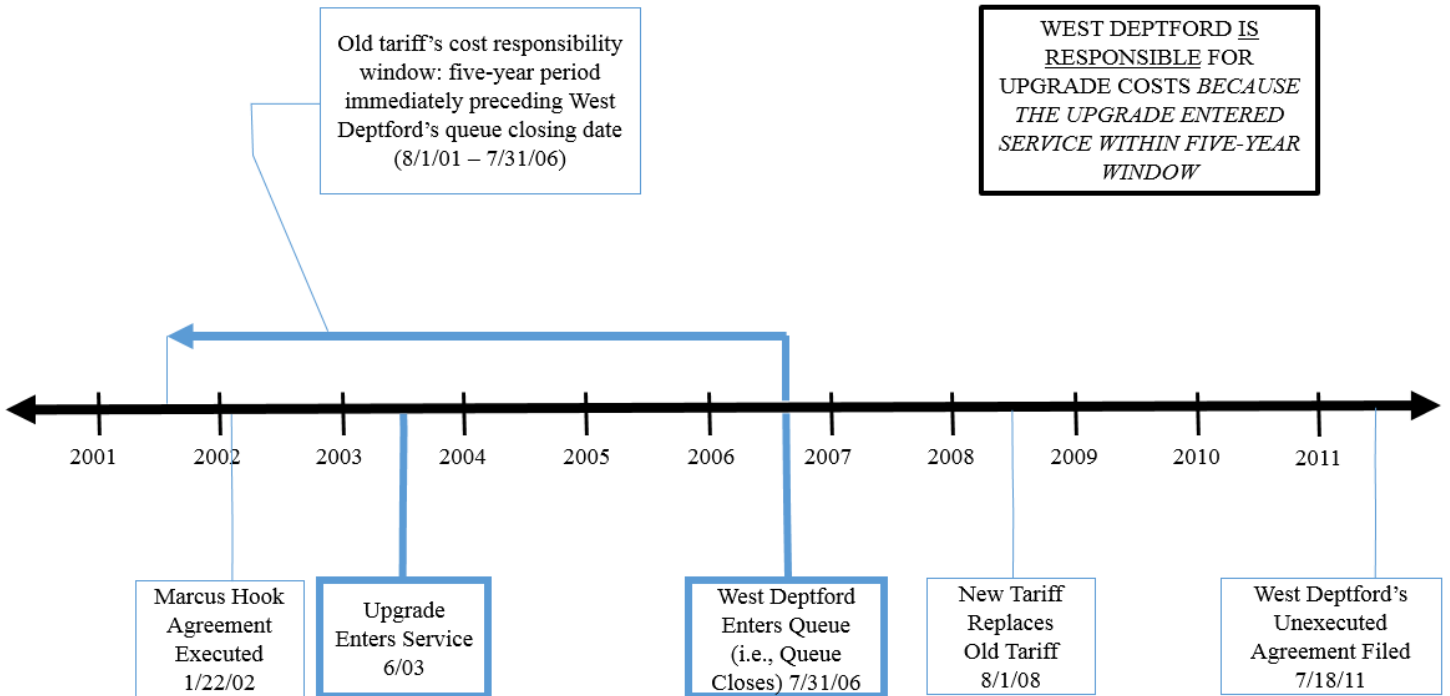 Old tariff’s cost responsibility
window: five-year period
immediately preceding West
Deptford’s queue closing date
(8/1/01 – 7/31/06)
WEST DEPTFORD IS
RESPONSIBLE FOR
UPGRADE COSTS BECAUSE
THE UPGRADE ENTERED
SERVICE WITHIN FIVE-YEAR
WINDOW
2001
2002
2003
2004
2005
2006
2007
2008
2009
2010
2011
Marcus Hook
Agreement
Executed
1/22/02
Upgrade
Enters Service
6/03
West Deptford
Enters Queue
(i.e., Queue
Closes) 7/31/06
New Tariff
Replaces
Old Tariff
8/1/08
West Deptford’s
Unexecuted
Agreement Filed
7/18/11